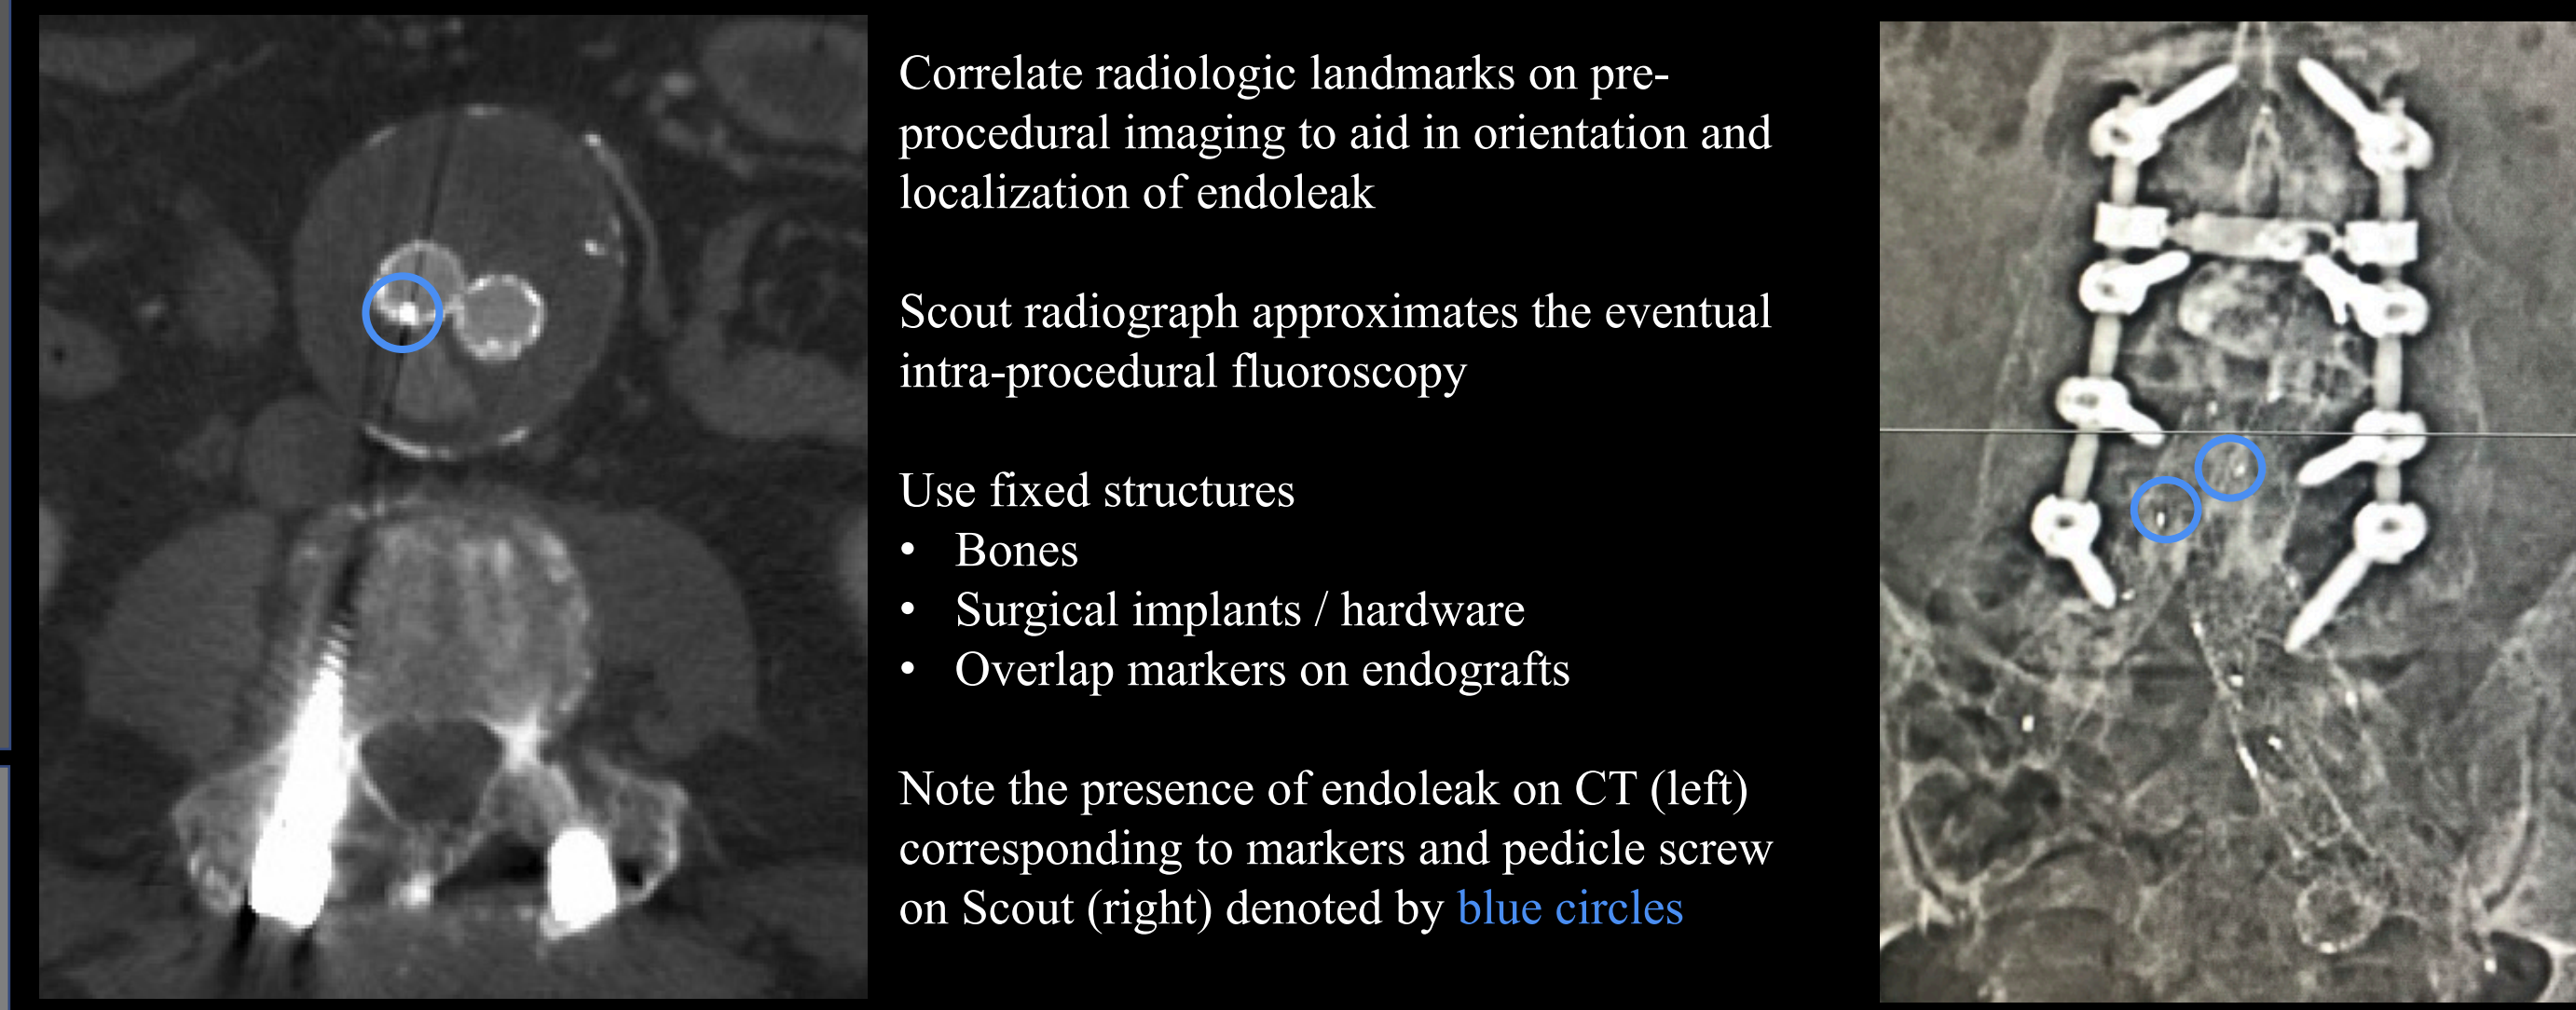 Correlate radiologic landmarks on pre-
procedural imaging to aid in orientation and
localization of endoleak
Scout radiograph approximates the eventual
intra-procedural fluoroscopy
Use fixed structures
• Bones
• Surgical implants / hardware
• Overlap markers on endografts
Note the presence of endoleak on CT (left)
corresponding to markers and pedicle screw
on Scout (right) denoted by blue circles